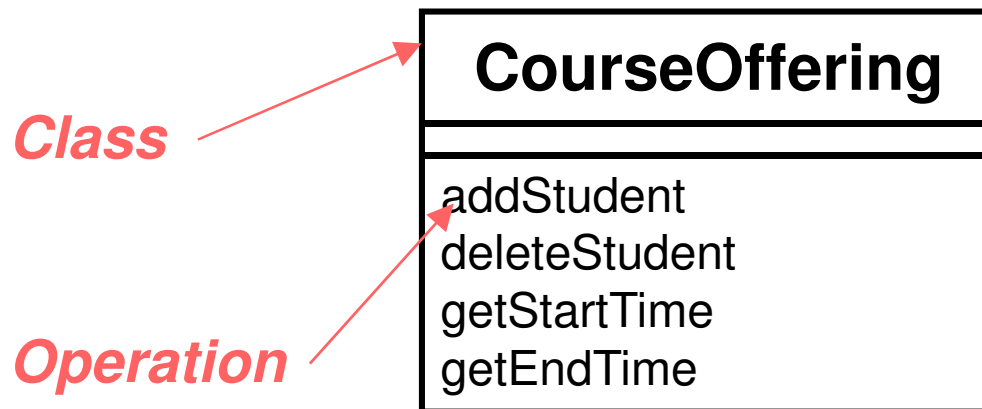 CourseOffering
Class
addStudent
deleteStudent
getStartTime
Operation
getEndTime